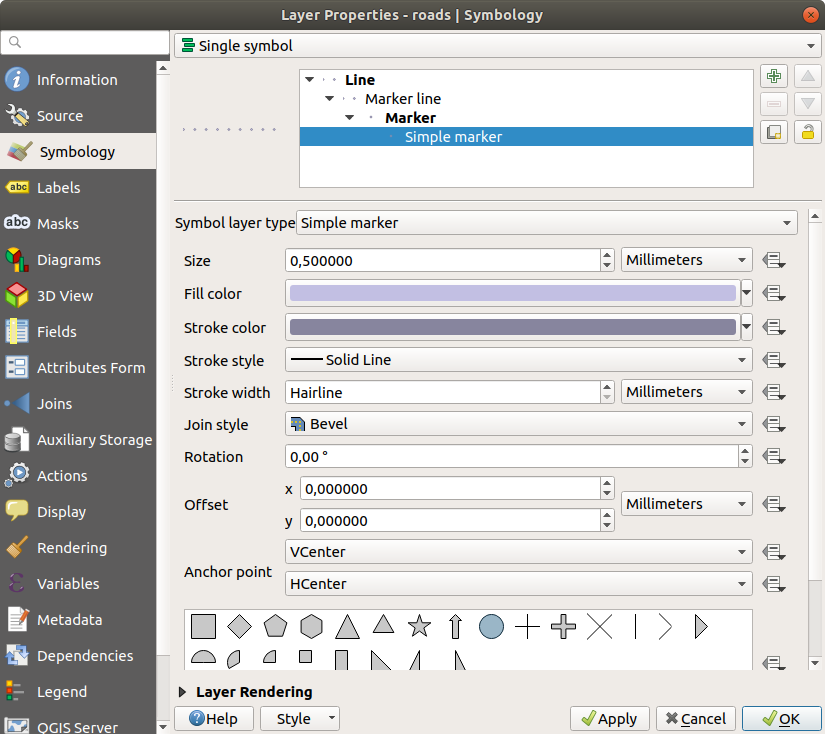 Layer Properties - roads | Symbology
Single symbol
Information
Source
Symbology
Labels
Masks
Diagrams
3D View
Fields
Attributes Form
Joins
Auxiliary Storage
Actions
Display
Rendering
Variables
Metadata
Dependencies
Legend
QGIS Server
abc
abc
Line
Marker line
Marker
Simple marker
Symbol layer type Simple marker
Size 0,500000 Millimeters
Fill color
Stroke color
Stroke style Solid Line
Stroke width Hairline Millimeters
Join style Bevel
Rotation 0,00 °
Offset x 0,000000 Millimeters
y 0,000000
Anchor point VCenter
HCenter
Layer Rendering
Help Style Apply Cancel OK